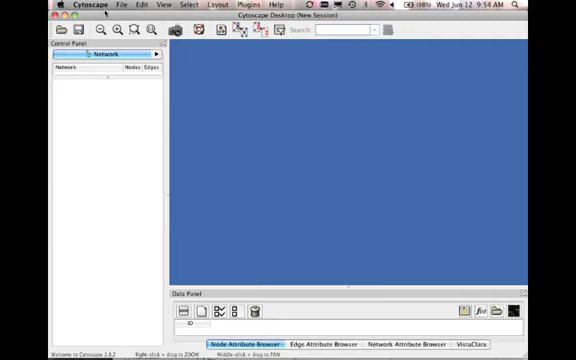 Cytoscape File Edit View Select Layout Plugins Help (98%) Wed Jun 12 9:54 AM
Cytoscape Desktop (New Session)
Search:
Control Panel
Network
Network Nodes Edges
Data Panel
f(x)
ID
Node Attribute Browser Edge Attribute Browser Network Attribute Browser VistaClara
Welcome to Cytoscape 2.8.2 Right-click + drag to ZOOM Middle-click + drag to PAN